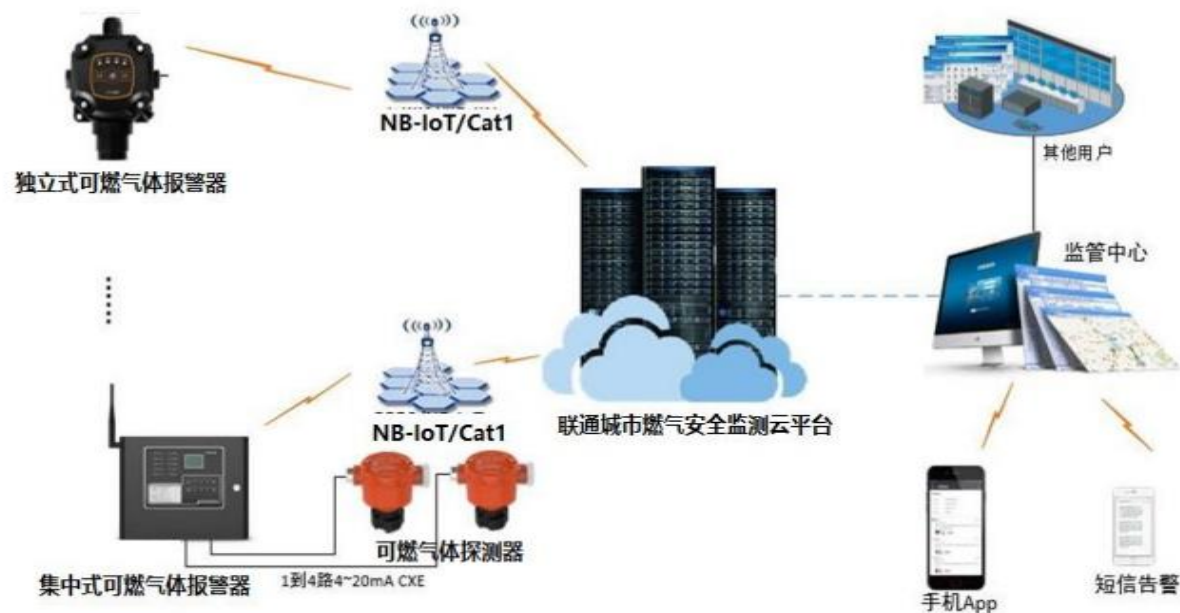 NB-IoT/Cat1
其他用户
独立式可燃气体报警器
监管中心
NB-IoT/Cat1
联通城市燃气安全监测云平台
可燃气体探测器
集中式可燃气体报警器
1到4路4~20mA CXE
手机App
短信告警